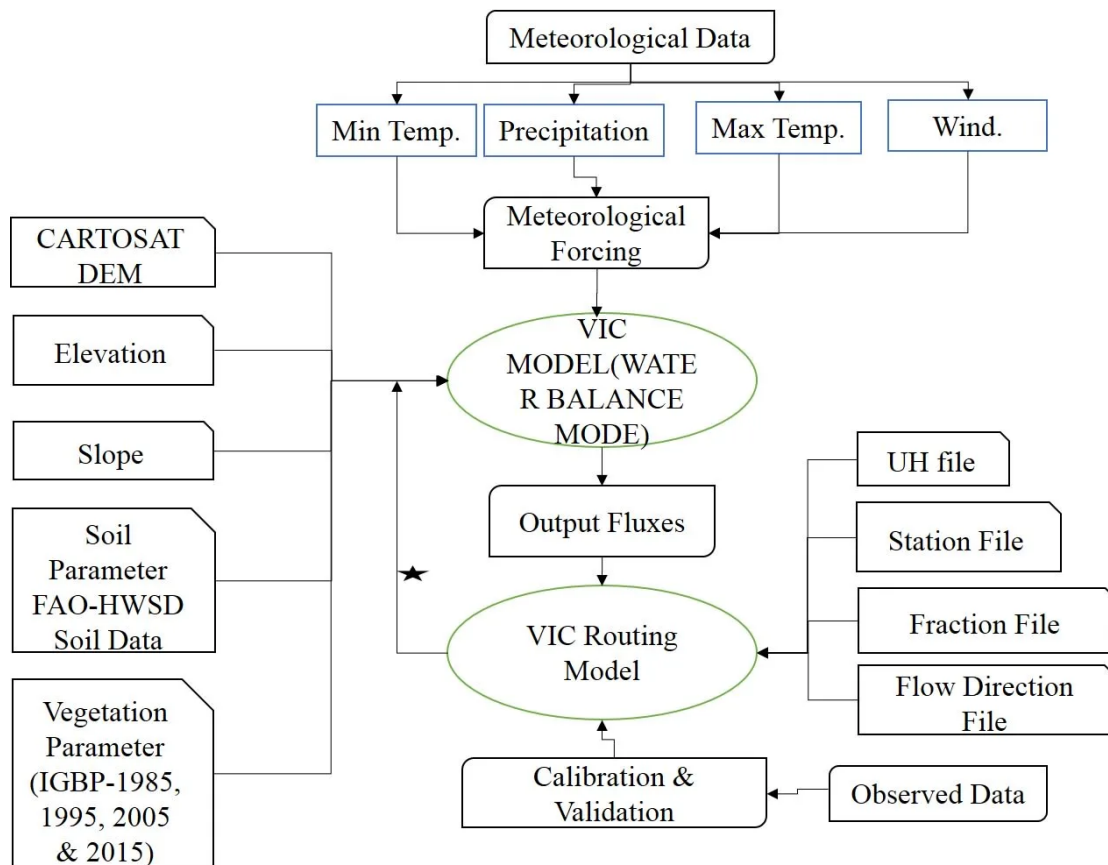 Meteorological Data
Min Temp.
Precipitation
Max Temp.
Wind.
Meteorological
Forcing
CARTOSAT
DEM
Elevation
Slope
Soil
Parameter
FAO-HWSD
Soil Data
Vegetation
Parameter
(IGBP-1985,
1995, 2005
& 2015)
VIC
MODEL(WATE
R BALANCE
MODE)
Output Fluxes
VIC Routing
Model
UH file
Station File
Fraction File
Flow Direction
File
Calibration &
Validation
Observed Data